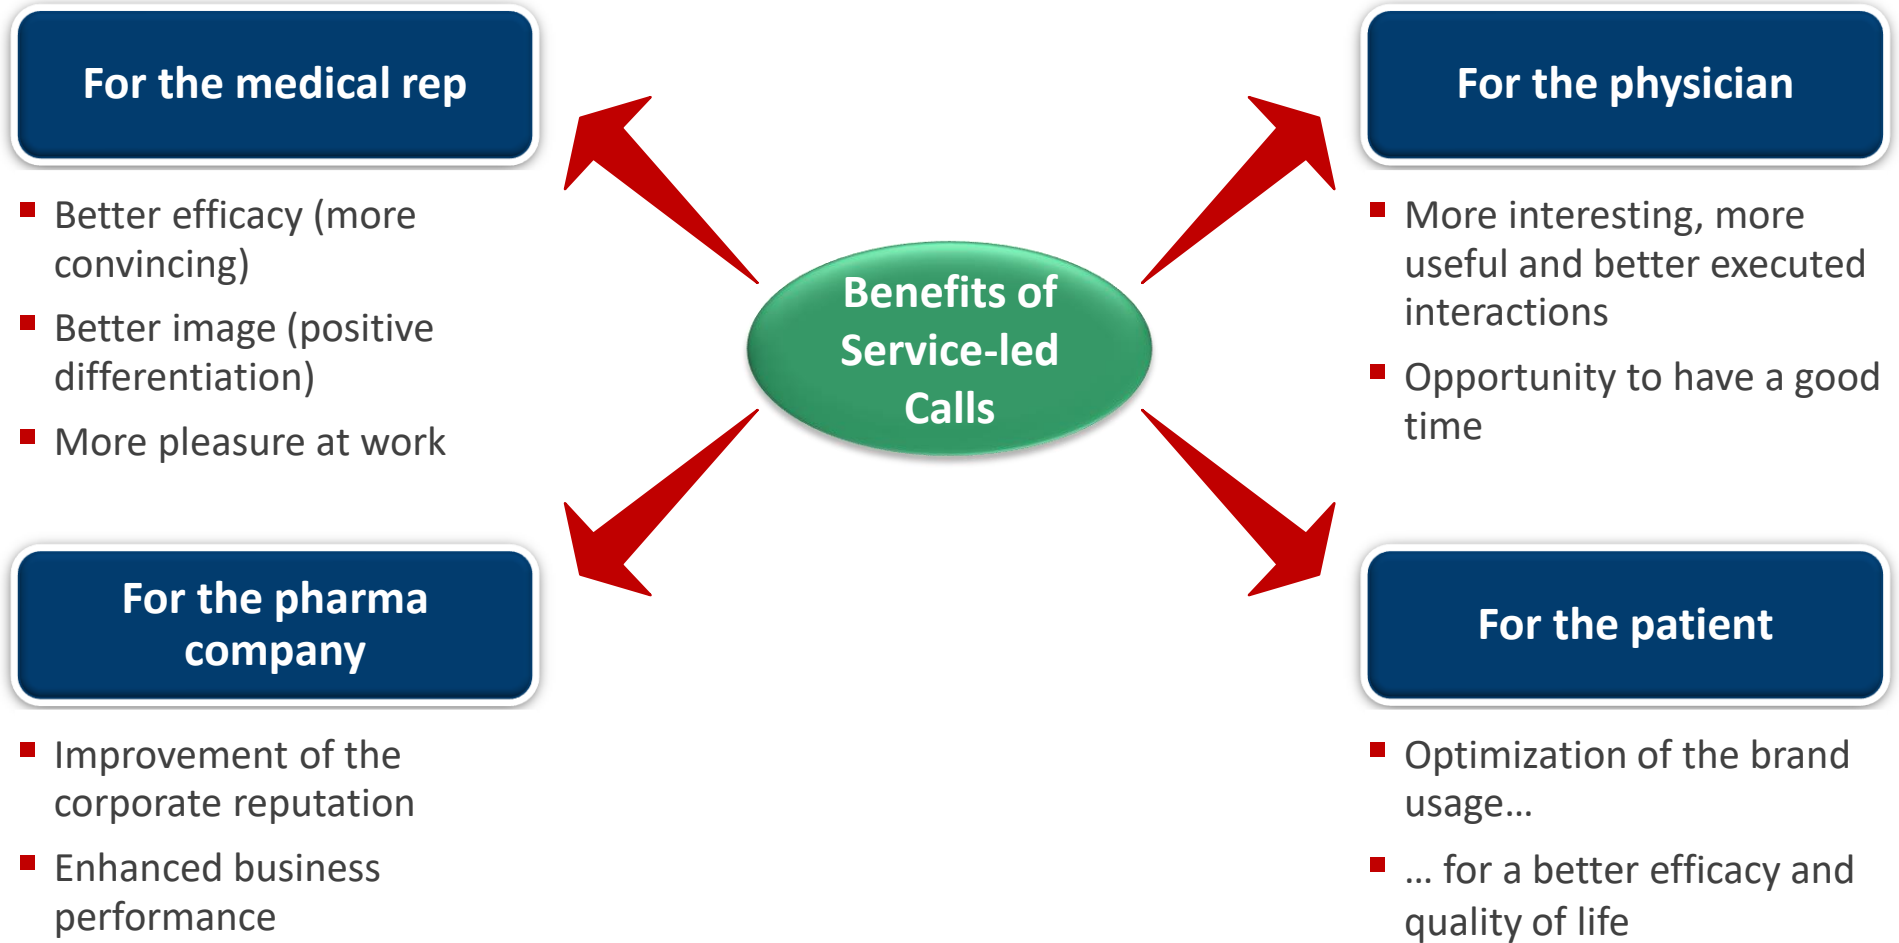 For the medical rep
▪ Better efficacy (more
convincing)
▪ Better image (positive
differentiation)
▪ More pleasure at work
For the physician
▪ More interesting, more
useful and better executed
interactions
▪ Opportunity to have a good
time
Benefits of
Service-led
Calls
For the pharma
company
▪ Improvement of the
corporate reputation
▪ Enhanced business
performance
For the patient
▪ Optimization of the brand
usage...
▪ ... for a better efficacy and
quality of life